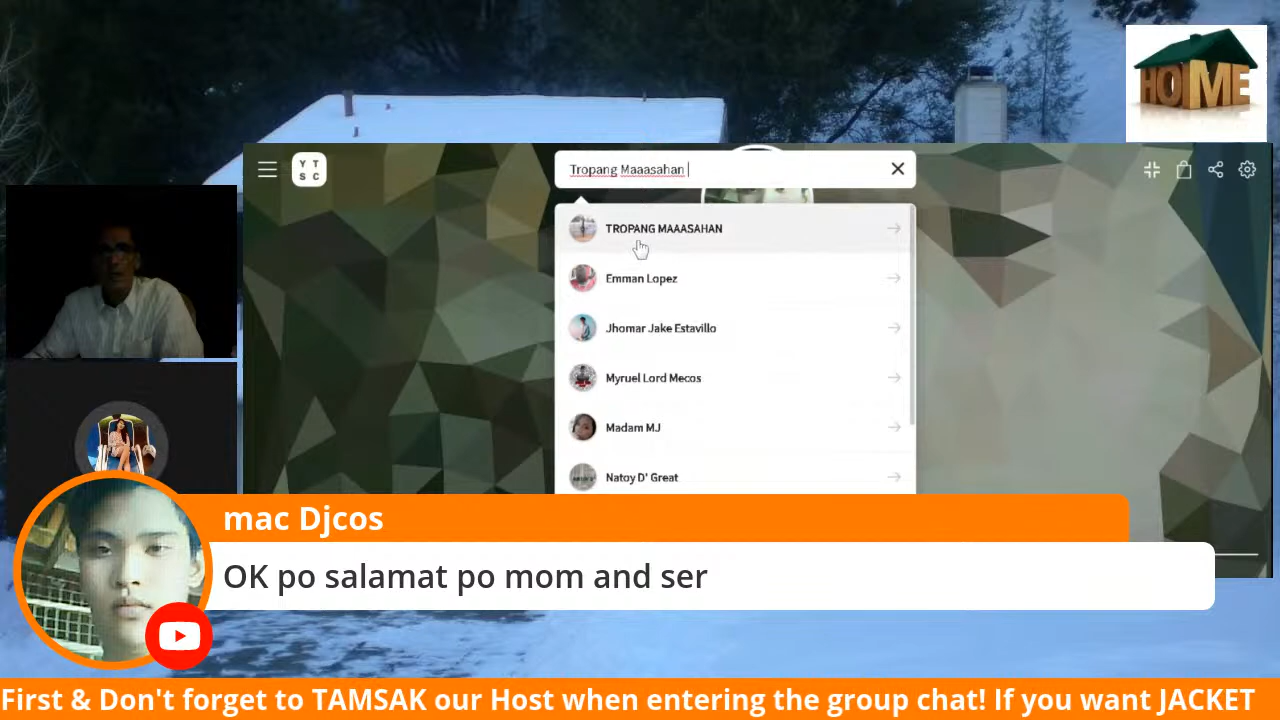 HOME
Y T
S C
Tropang Maaasahan
TROPANG MAAASAHAN
Emman Lopez
Jhomar Jake Estavillo
Myruel Lord Mecos
Madam MJ
Natoy D' Great
mac Djcos
OK po salamat po mom and ser
First & Don't forget to TAMSAK our Host when entering the group chat! If you want JACKET